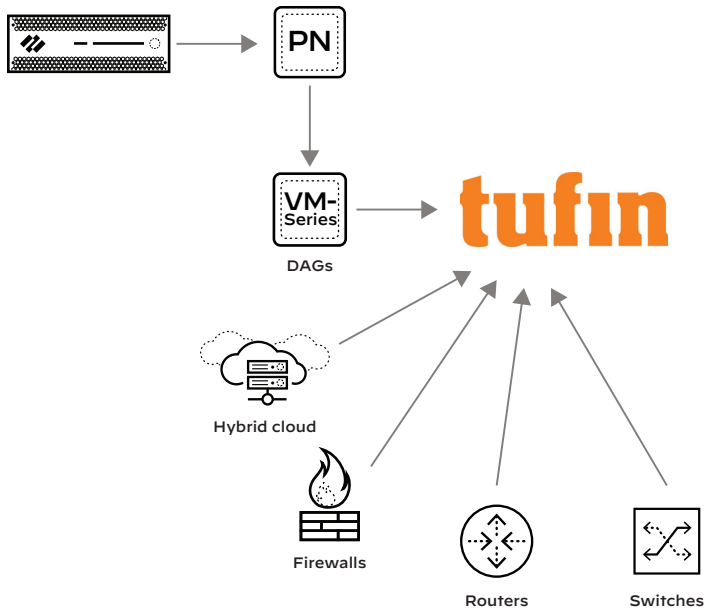 PN
VM-
Series
DAGs
tufin
Hybrid cloud
Firewalls
Routers
Switches